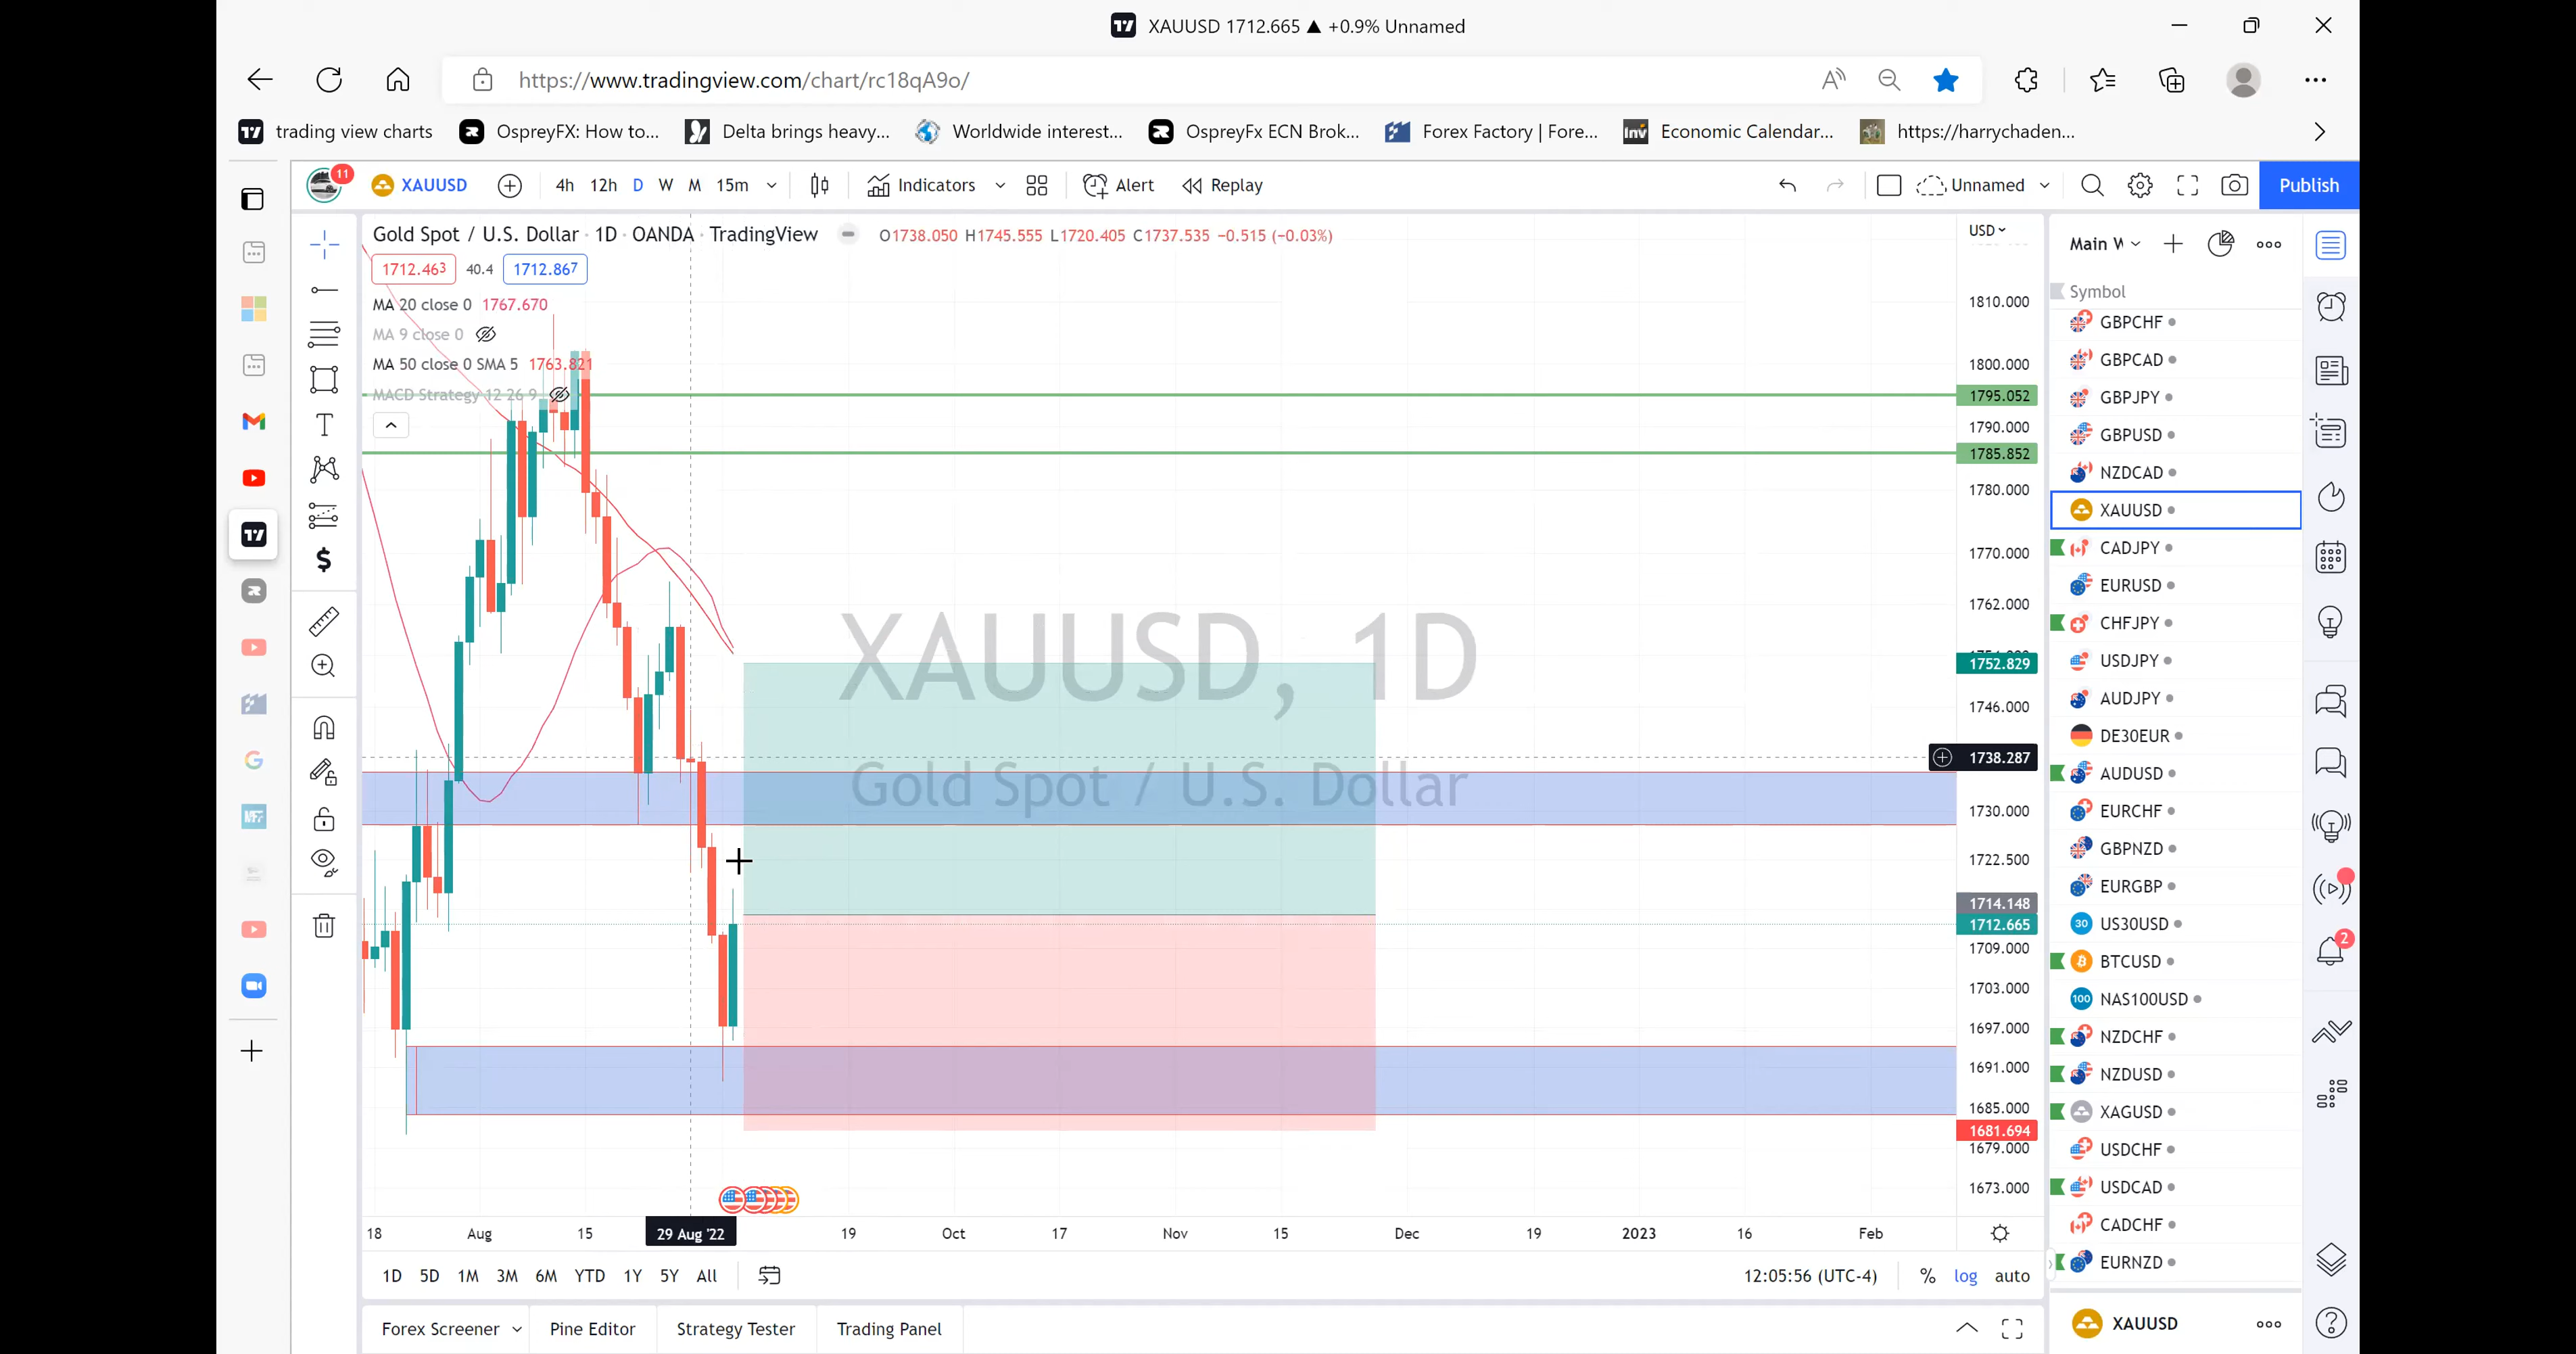 XAUUSD 1712.665 ▲ +0.9% Unnamed
https://www.tradingview.com/chart/rc18qA9o/
trading view charts
OspreyFX: How to...
Delta brings heavy...
Worldwide interest...
OspreyFx ECN Brok...
Forex Factory | Fore...
Economic Calendar...
https://harrychaden...
11
XAUUSD
4h 12h D W M 15m
Indicators
Alert
Replay
Unnamed
Publish
Gold Spot / U.S. Dollar · 1D · OANDA · TradingView
O1738.050 H1745.555 L1720.405 C1737.535 −0.515 (−0.03%)
1712.463 40.4 1712.867
MA 20 close 0 1767.670
MA 9 close 0
MA 50 close 0 SMA 5 1763.821
MACD Strategy 12 26 9
XAUUSD, 1D
Gold Spot / U.S. Dollar
USD
1810.000
1800.000
1795.052
1790.000
1785.852
1780.000
1770.000
1762.000
1752.829
1746.000
1738.287
1730.000
1722.500
1714.148
1712.665
1709.000
1703.000
1697.000
1691.000
1685.000
1681.694
1679.000
1673.000
18 Aug 15 29 Aug '22 19 Oct 17 Nov 15 Dec 19 2023 16 Feb
1D 5D 1M 3M 6M YTD 1Y 5Y All
12:05:56 (UTC-4) % log auto
Forex Screener
Pine Editor
Strategy Tester
Trading Panel
Main W
Symbol
GBPCHF
GBPCAD
GBPJPY
GBPUSD
NZDCAD
XAUUSD
CADJPY
EURUSD
CHFJPY
USDJPY
AUDJPY
DE30EUR
AUDUSD
EURCHF
GBPNZD
EURGBP
30 US30USD
BTCUSD
100 NAS100USD
NZDCHF
NZDUSD
XAGUSD
USDCHF
USDCAD
CADCHF
EURNZD
XAUUSD
2